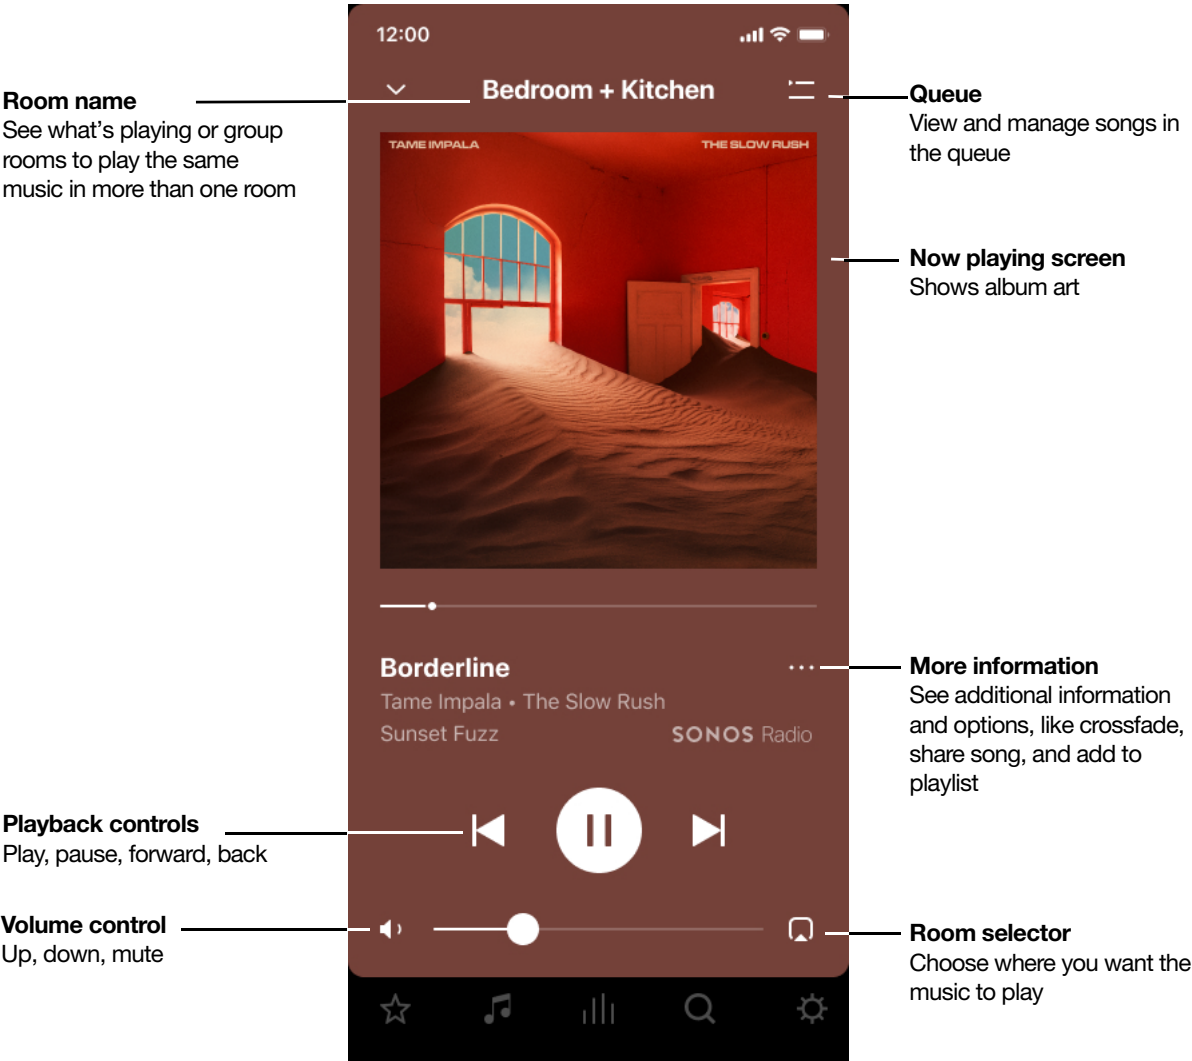 12:00
Bedroom + Kitchen
Room name
See what's playing or group
rooms to play the same
music in more than one room
Queue
View and manage songs in
the queue
TAME IMPALA
THE SLOW RUSH
Now playing screen
Shows album art
Borderline
Tame Impala • The Slow Rush
Sunset Fuzz
SONOS Radio
More information
See additional information
and options, like crossfade,
share song, and add to
playlist
Playback controls
Play, pause, forward, back
Volume control
Up, down, mute
Room selector
Choose where you want the
music to play